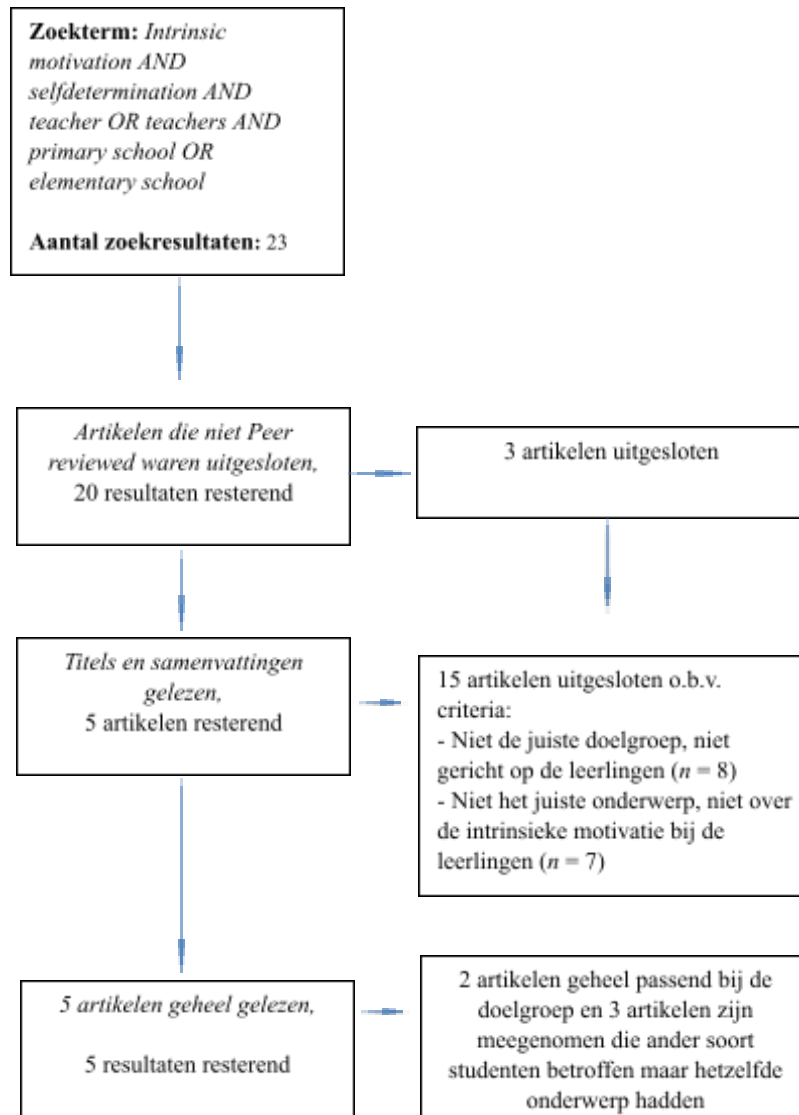 Zoekterm: Intrinsic
motivation AND
selfdetermination AND
teacher OR teachers AND
primary school OR
elementary school
Aantal zoekresultaten: 23
Artikelen die niet Peer
reviewed waren uitgesloten,
20 resultaten resterend
3 artikelen uitgesloten
Titels en samenvattingen
gelezen,
5 artikelen resterend
15 artikelen uitgesloten o.b.v.
criteria:
- Niet de juiste doelgroep, niet
gericht op de leerlingen (n = 8)
- Niet het juiste onderwerp, niet over
de intrinsieke motivatie bij de
leerlingen (n = 7)
5 artikelen geheel gelezen,
5 resultaten resterend
2 artikelen geheel passend bij de
doelgroep en 3 artikelen zijn
meegenomen die ander soort
studenten betroffen maar hetzelfde
onderwerp hadden